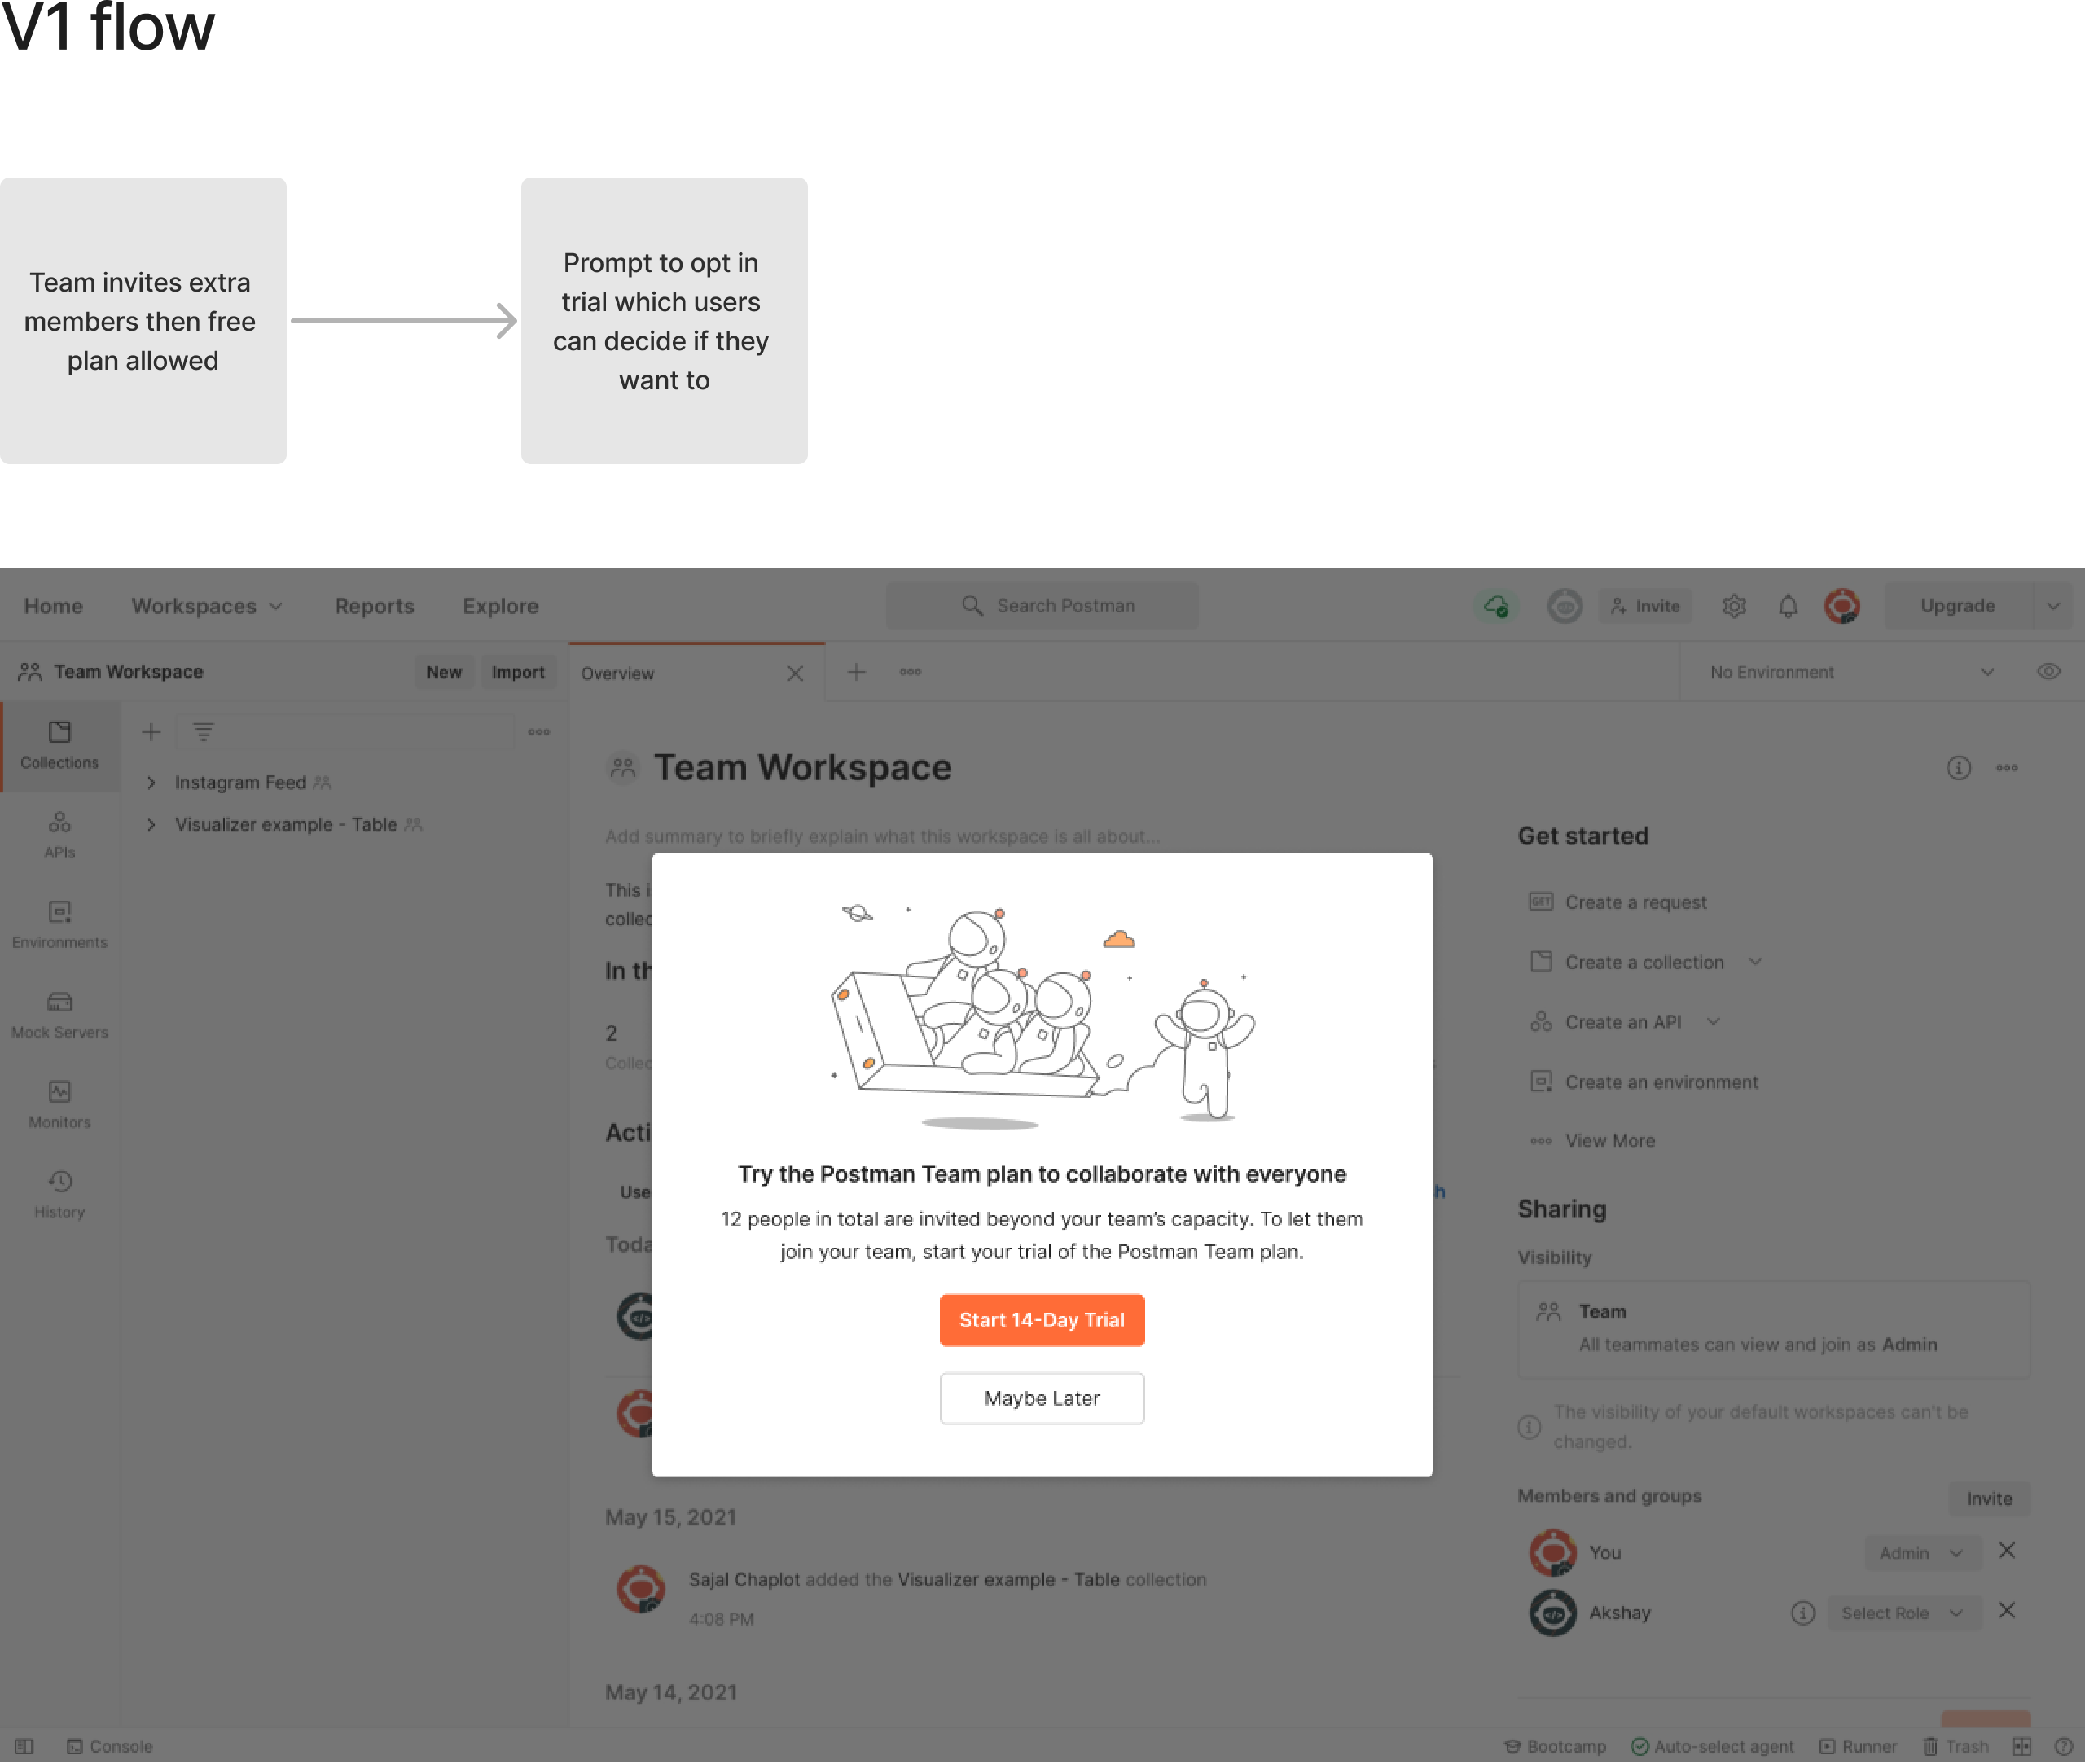 V1 flow
Team invites extra
members then free
plan allowed
Prompt to opt in
trial which users
can decide if they
want to
Home
Workspaces
Reports
Explore
Search Postman
Invite
Upgrade
Team Workspace
New
Import
Overview
No Environment
Collections
APIs
Environments
Mock Servers
Monitors
History
Instagram Feed
Visualizer example - Table
Team Workspace
Add summary to briefly explain what this workspace is all about...
This
2
Try the Postman Team plan to collaborate with everyone
12 people in total are invited beyond your team's capacity. To let them
join your team, start your trial of the Postman Team plan.
Start 14-Day Trial
Maybe Later
May 15, 2021
Sajal Chaplot added the Visualizer example - Table collection
4:08 PM
May 14, 2021
Get started
GET
Create a request
Create a collection
Create an API
Create an environment
View More
Sharing
Visibility
Team
All teammates can view and join as Admin
The visibility of your default workspaces can't be
changed.
Members and groups
Invite
You
Admin
Akshay
Select Role
Console
Bootcamp
Auto-select agent
Runner
Trash